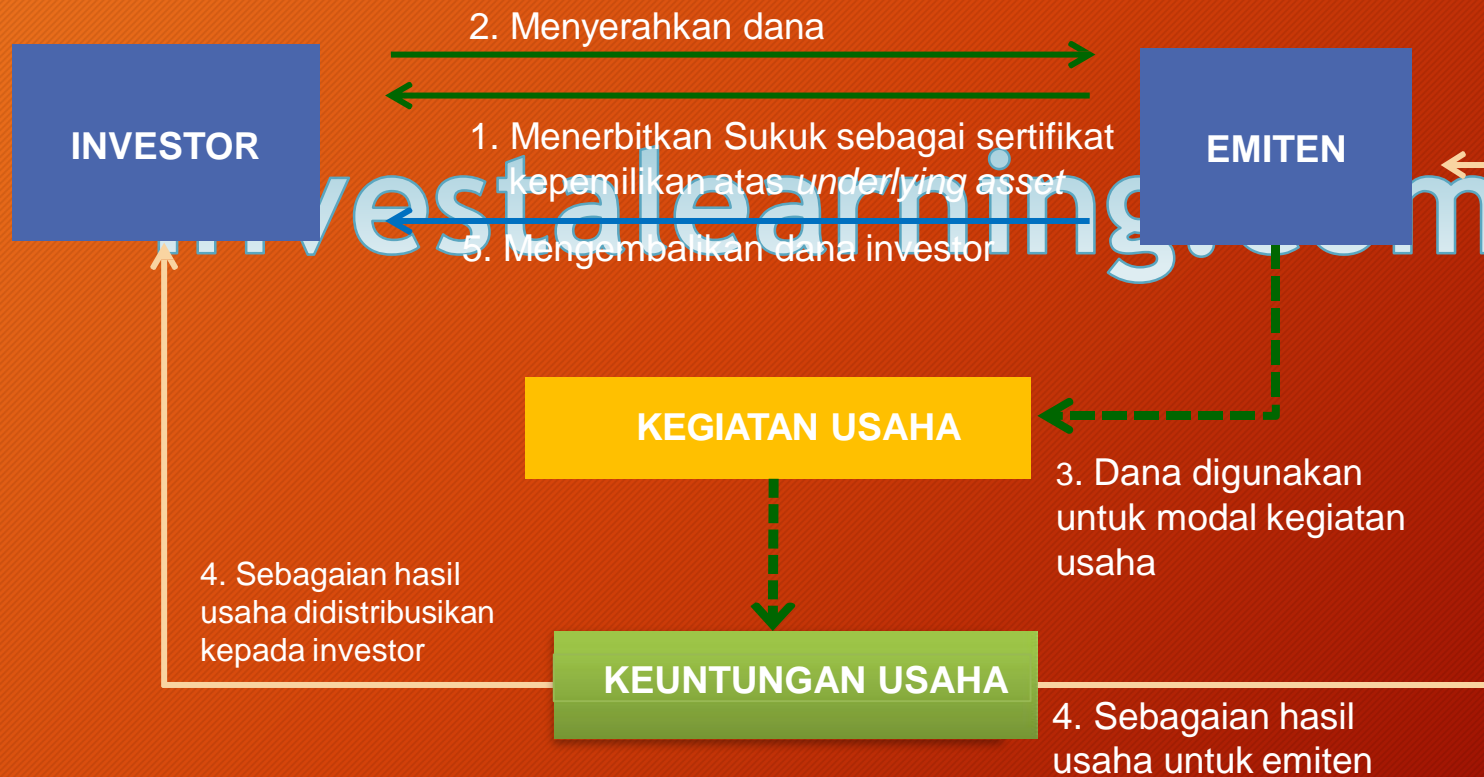 2. Menyerahkan dana
INVESTOR
EMITEN
1. Menerbitkan Sukuk sebagai sertifikat
kepemilikan atas underlying asset
investalearning.com
5. Mengembalikan dana investor
KEGIATAN USAHA
3. Dana digunakan
untuk modal kegiatan
usaha
4. Sebagaian hasil
usaha didistribusikan
kepada investor
KEUNTUNGAN USAHA
4. Sebagaian hasil
usaha untuk emiten